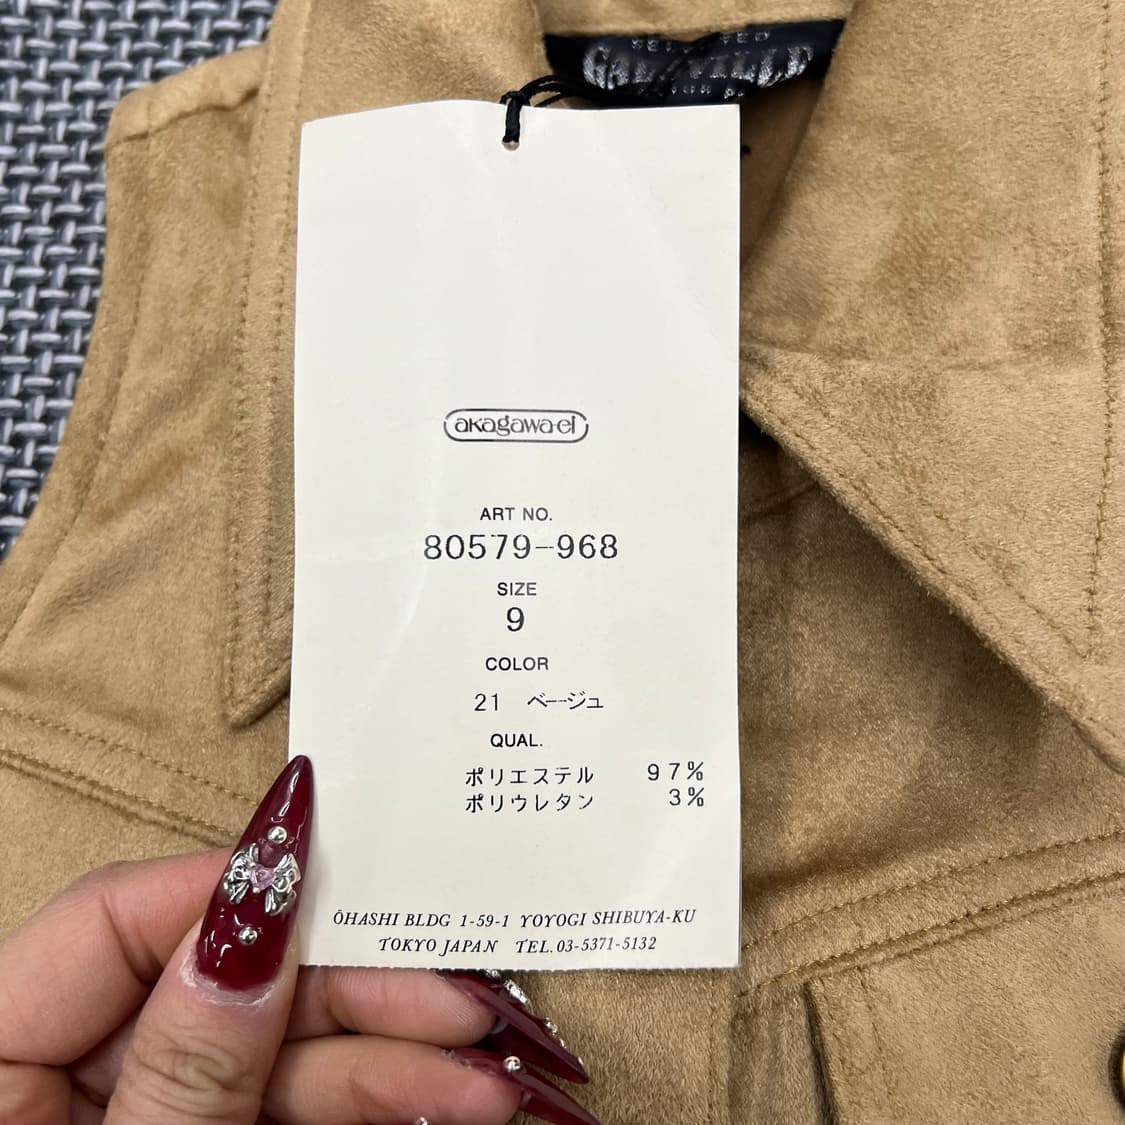 akagawa-el
ART NO.
80579-968
SIZE
9
COLOR
21 ベージュ
QUAL.
ポリエステル 97%
ポリウレタン 3%
ŌHASHI BLDG 1-59-1 YOYOGI SHIBUYA-KU
TOKYO JAPAN TEL.03-5371-5132